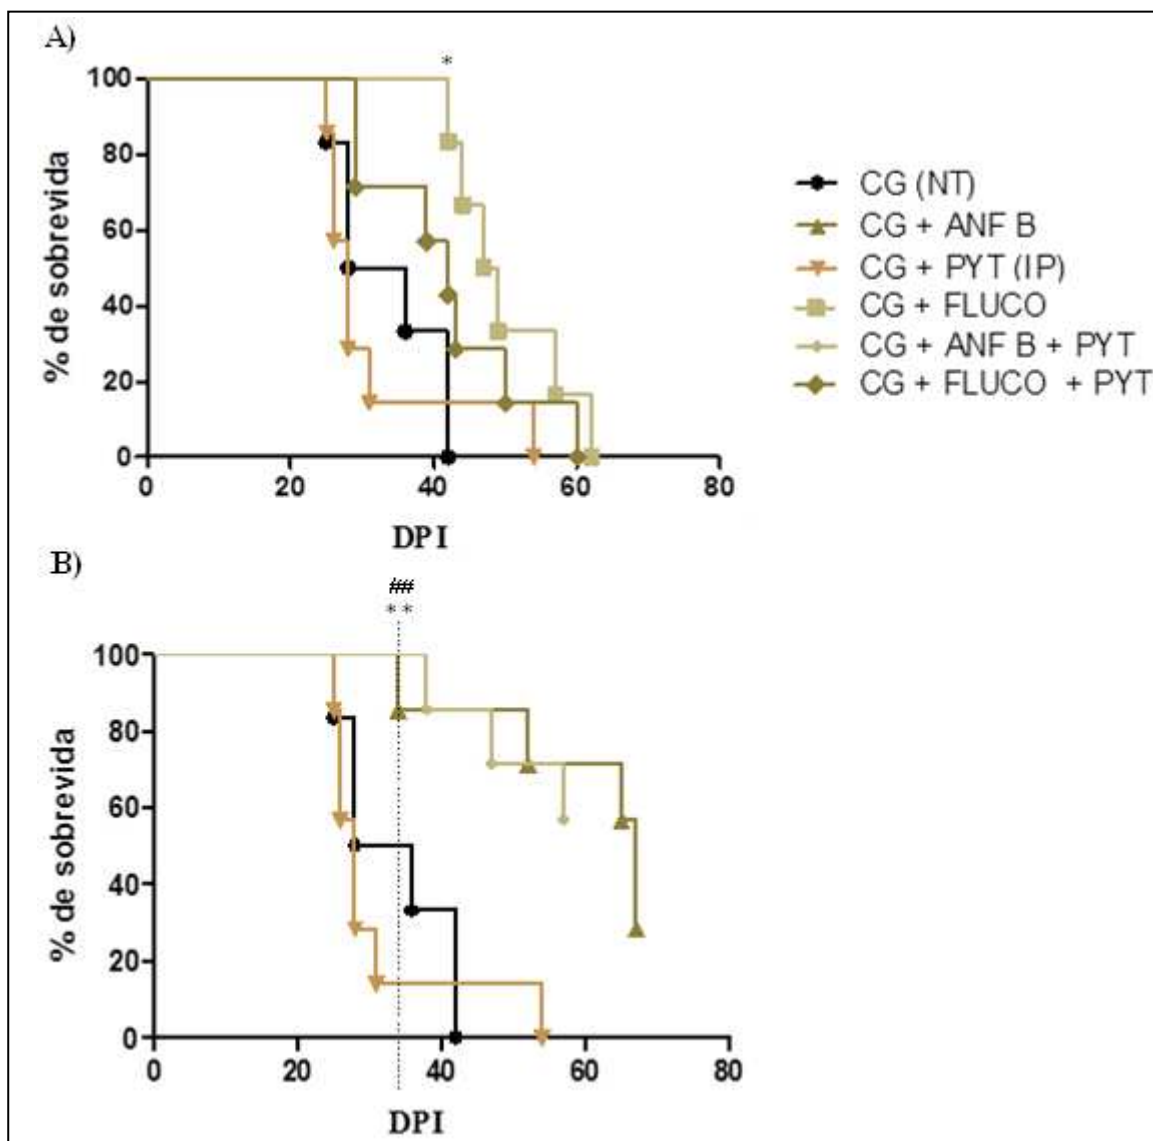 A)
*
100
80
60
40
20
0
% de sobrevida
0 20 40 60 80
DPI
CG (NT)
CG + ANF B
CG + PYT (IP)
CG + FLUCO
CG + ANF B + PYT
CG + FLUCO + PYT
B)
##
**
100
80
60
40
20
0
% de sobrevida
0 20 40 60 80
DPI